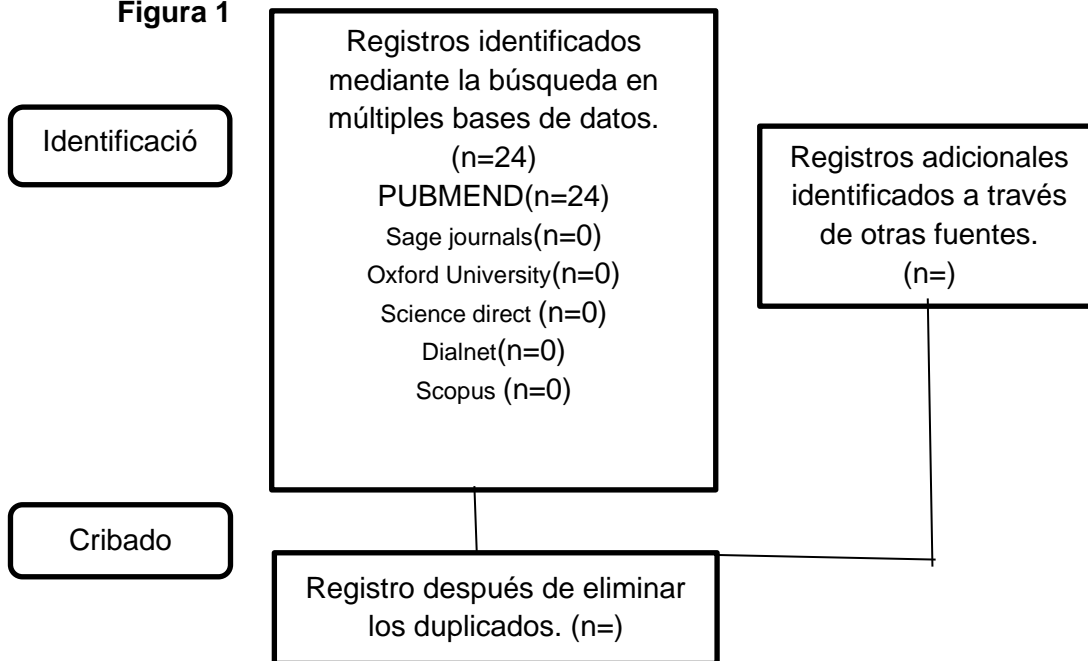 Figura 1
Registros identificados
mediante la búsqueda en
múltiples bases de datos.
(n=24)
PUBMEND(n=24)
Sage journals(n=0)
Oxford University(n=0)
Science direct (n=0)
Dialnet(n=0)
Scopus (n=0)
Identificació
Registros adicionales
identificados a través
de otras fuentes.
(n=)
Cribado
Registro después de eliminar
los duplicados. (n=)